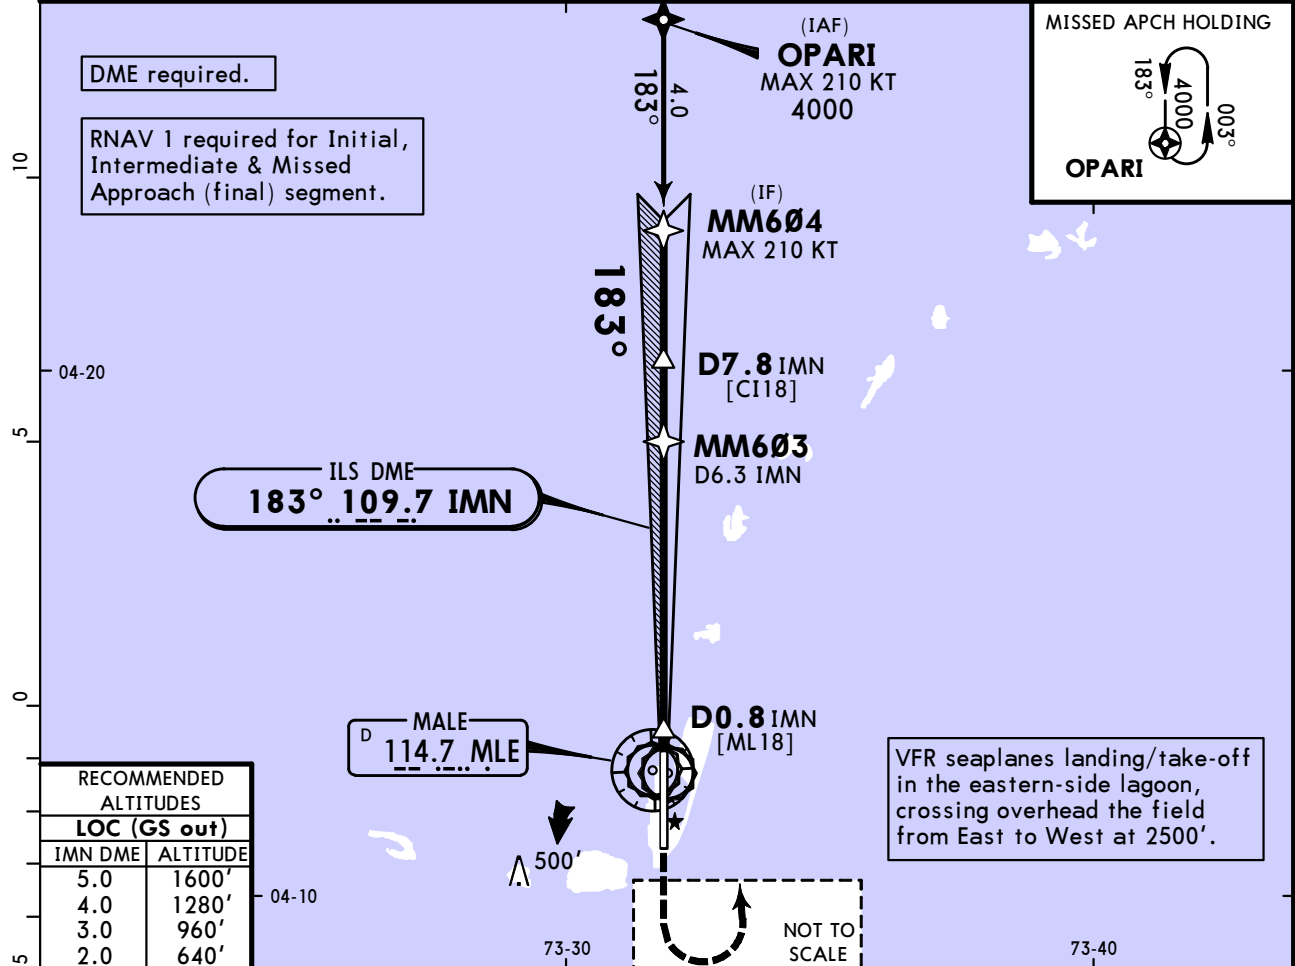 DME required.
RNAV 1 required for Initial,
Intermediate & Missed
Approach (final) segment.
(IAF)
OPARI
MAX 210 KT
4000
4.0
183°
MISSED APCH HOLDING
183°
4000
003°
OPARI
10
(IF)
MM6Ø4
MAX 210 KT
183°
04-20
D7.8 IMN
[CI18]
5
MM6Ø3
D6.3 IMN
ILS DME
183° 109.7 IMN
0
D0.8 IMN
[ML18]
MALE
D 114.7 MLE
VFR seaplanes landing/take-off
in the eastern-side lagoon,
crossing overhead the field
from East to West at 2500'.
500'
RECOMMENDED
ALTITUDES
LOC (GS out)
IMN DME ALTITUDE
5.0 1600'
4.0 1280'
3.0 960'
2.0 640'
04-10
5
73-30
NOT TO
SCALE
73-40